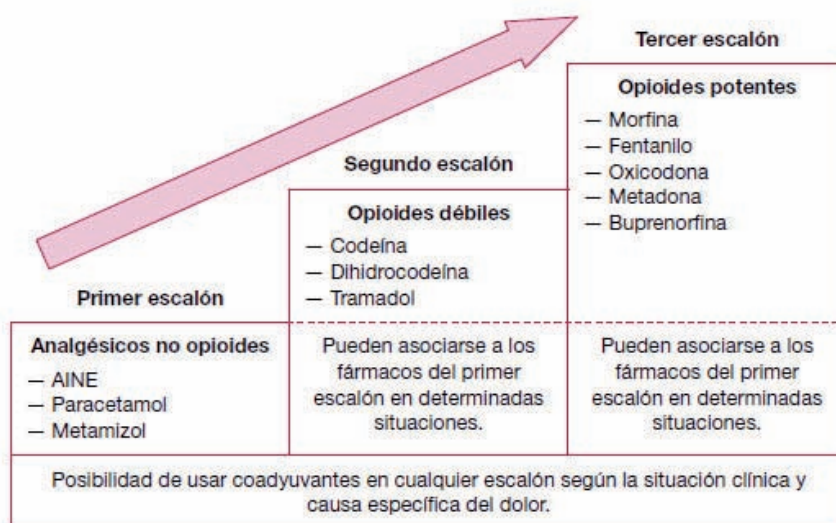 Tercer escalón
Opioides potentes
— Morfina
— Fentanilo
— Oxicodona
— Metadona
— Buprenorfina
Pueden asociarse a los
fármacos del primer
escalón en determinadas
situaciones.
Segundo escalón
Opioides débiles
— Codeína
— Dihidrocodeína
— Tramadol
Pueden asociarse a los
fármacos del primer
escalón en determinadas
situaciones.
Primer escalón
Analgésicos no opioides
— AINE
— Paracetamol
— Metamizol
Posibilidad de usar coadyuvantes en cualquier escalón según la situación clínica y
causa específica del dolor.